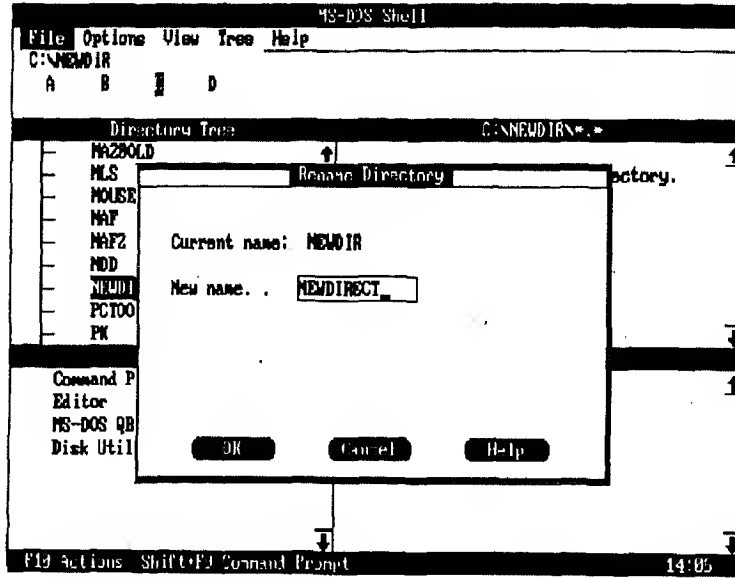 MS-DOS Shell
File Options View Tree Help
C:\NEWDIR
A B C D
Directory Tree C:\NEWDIR\*.*
MA2BOLD
MLS Rename Directory ectory.
MOUSE
MAF
MAF2 Current name: NEWDIR
NDD
NEWDI New name. . NEWDIRECT_
PCTOO
PK
Command P
Editor
MS-DOS QB
Disk Util OK Cancel Help
F10 Actions Shift+F9 Command Prompt 14:05